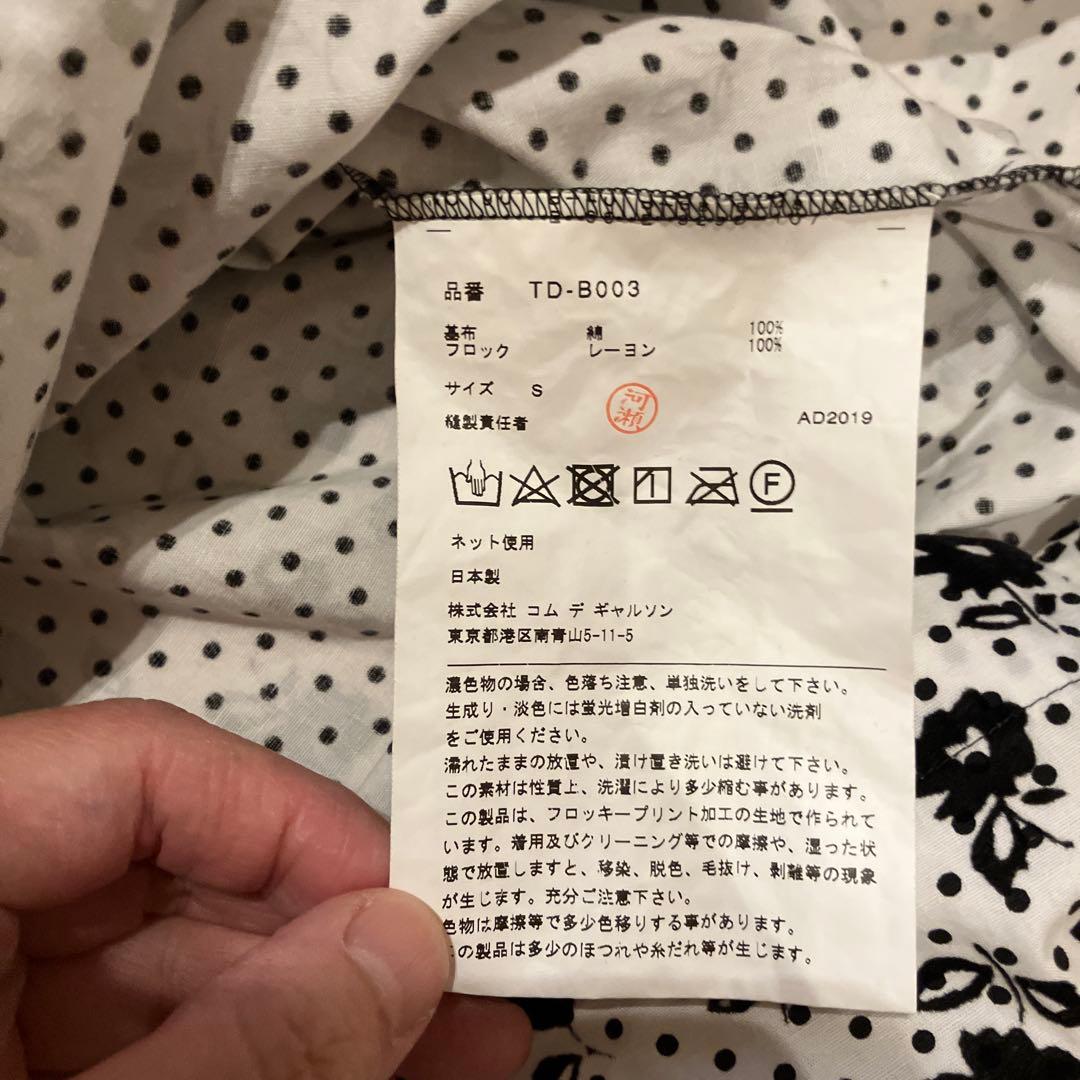 品番 TD-B003
基布 綿 100%
フロック レーヨン 100%
サイズ S
河瀬
縫製責任者 AD2019
F
ネット使用
日本製
株式会社 コム デ ギャルソン
東京都港区南青山5-11-5
濃色物の場合、色落ち注意、単独洗いをして下さい。
生成り・淡色には蛍光増白剤の入っていない洗剤
をご使用ください。
濡れたままの放置や、漬け置き洗いは避けて下さい。
この素材は性質上、洗濯により多少縮む事があります。
この製品は、フロッキープリント加工の生地で作られて
います。着用及びクリーニング等での摩擦や、湿った状
態で放置しますと、移染、脱色、毛抜け、剥離等の現象
が生じます。充分ご注意下さい。
色物は摩擦等で多少色移りする事があります。
この製品は多少のほつれや糸だれ等が生じます。